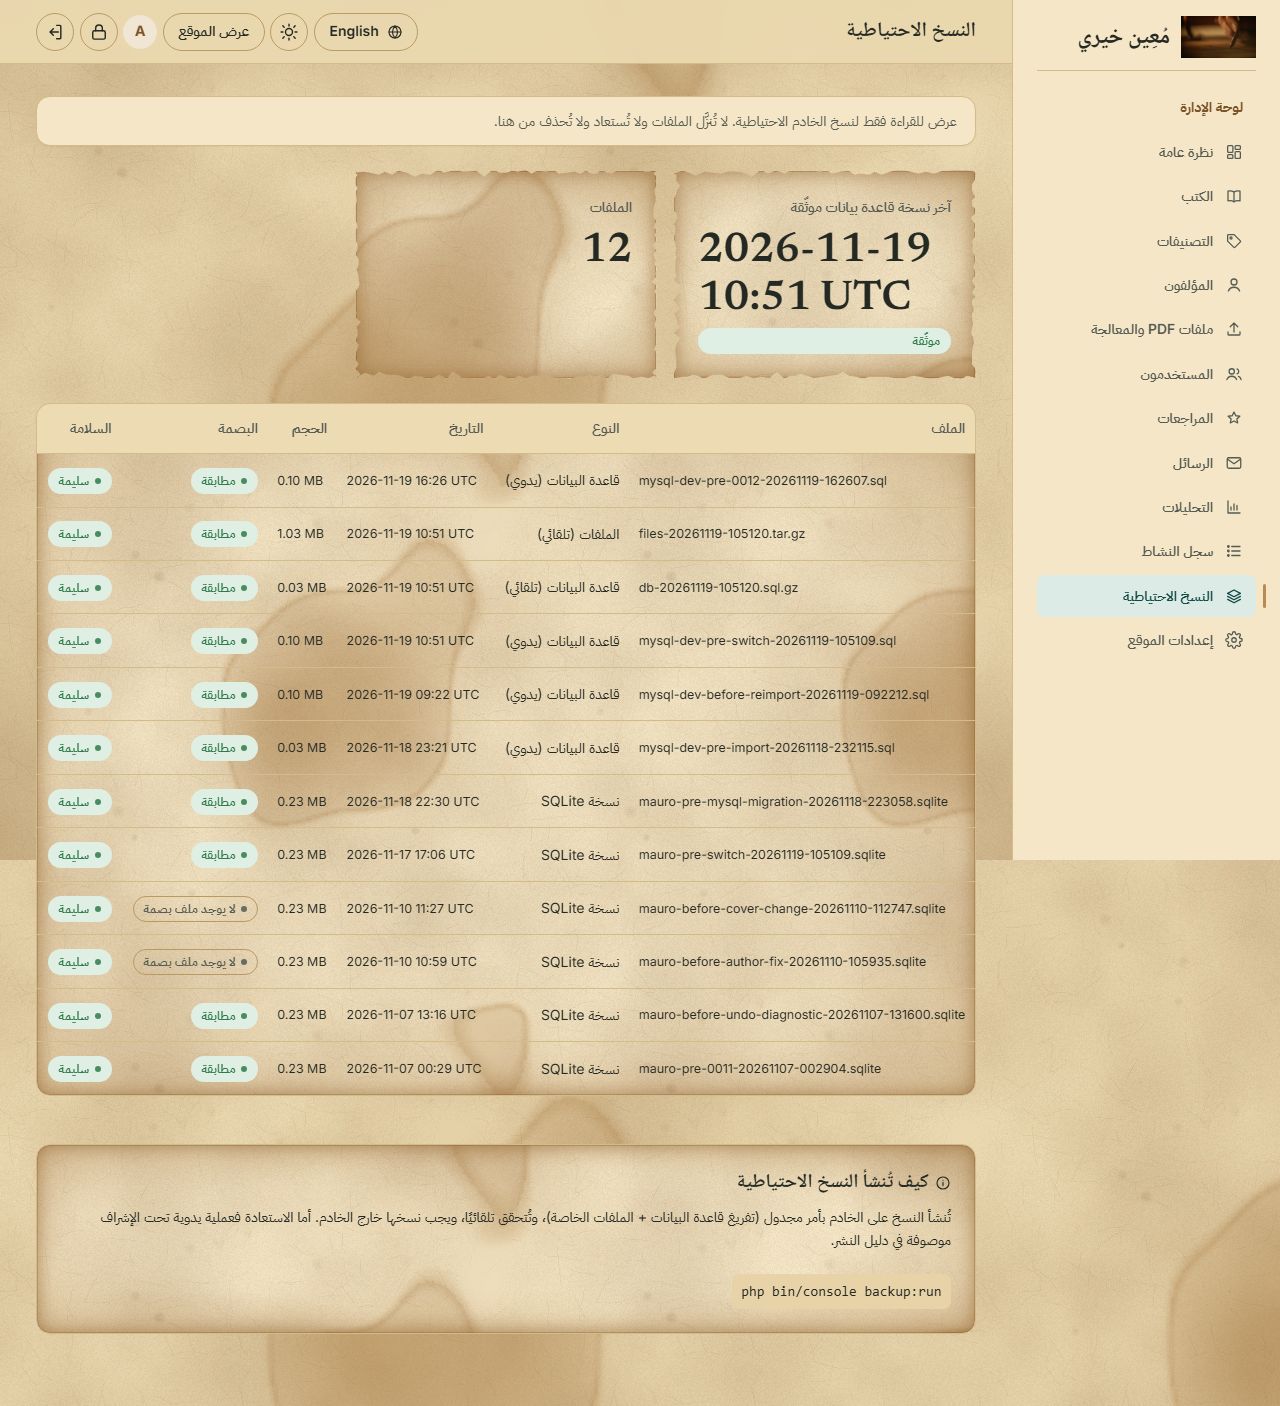 مُعِين خيري
لوحة الإدارة
نظرة عامة
الكتب
التصنيفات
المؤلفون
ملفات PDF والمعالجة
المستخدمون
المراجعات
الرسائل
التحليلات
سجل النشاط
النسخ الاحتياطية
إعدادات الموقع
النسخ الاحتياطية
English
عرض الموقع
A
عرض للقراءة فقط لنسخ الخادم الاحتياطية. لا تُنزَّل الملفات ولا تُستعاد ولا تُحذف من هنا.
آخر نسخة قاعدة بيانات موثّقة
2026-11-19
10:51 UTC
موثّقة
الملفات
12
الملف النوع التاريخ الحجم البصمة السلامة
mysql-dev-pre-0012-20261119-162607.sql قاعدة البيانات (يدوي) 2026-11-19 16:26 UTC 0.10 MB مطابقة سليمة
files-20261119-105120.tar.gz الملفات (تلقائي) 2026-11-19 10:51 UTC 1.03 MB مطابقة سليمة
db-20261119-105120.sql.gz قاعدة البيانات (تلقائي) 2026-11-19 10:51 UTC 0.03 MB مطابقة سليمة
mysql-dev-pre-switch-20261119-105109.sql قاعدة البيانات (يدوي) 2026-11-19 10:51 UTC 0.10 MB مطابقة سليمة
mysql-dev-before-reimport-20261119-092212.sql قاعدة البيانات (يدوي) 2026-11-19 09:22 UTC 0.10 MB مطابقة سليمة
mysql-dev-pre-import-20261118-232115.sql قاعدة البيانات (يدوي) 2026-11-18 23:21 UTC 0.03 MB مطابقة سليمة
mauro-pre-mysql-migration-20261118-223058.sqlite نسخة SQLite 2026-11-18 22:30 UTC 0.23 MB مطابقة سليمة
mauro-pre-switch-20261119-105109.sqlite نسخة SQLite 2026-11-17 17:06 UTC 0.23 MB مطابقة سليمة
mauro-before-cover-change-20261110-112747.sqlite نسخة SQLite 2026-11-10 11:27 UTC 0.23 MB لا يوجد ملف بصمة سليمة
mauro-before-author-fix-20261110-105935.sqlite نسخة SQLite 2026-11-10 10:59 UTC 0.23 MB لا يوجد ملف بصمة سليمة
mauro-before-undo-diagnostic-20261107-131600.sqlite نسخة SQLite 2026-11-07 13:16 UTC 0.23 MB مطابقة سليمة
mauro-pre-0011-20261107-002904.sqlite نسخة SQLite 2026-11-07 00:29 UTC 0.23 MB مطابقة سليمة
كيف تُنشأ النسخ الاحتياطية
تُنشأ النسخ على الخادم بأمر مجدول (تفريغ قاعدة البيانات + الملفات الخاصة)، وتُتحقق تلقائيًا، ويجب نسخها خارج الخادم. أما الاستعادة فعملية يدوية تحت الإشراف
موصوفة في دليل النشر.
php bin/console backup:run